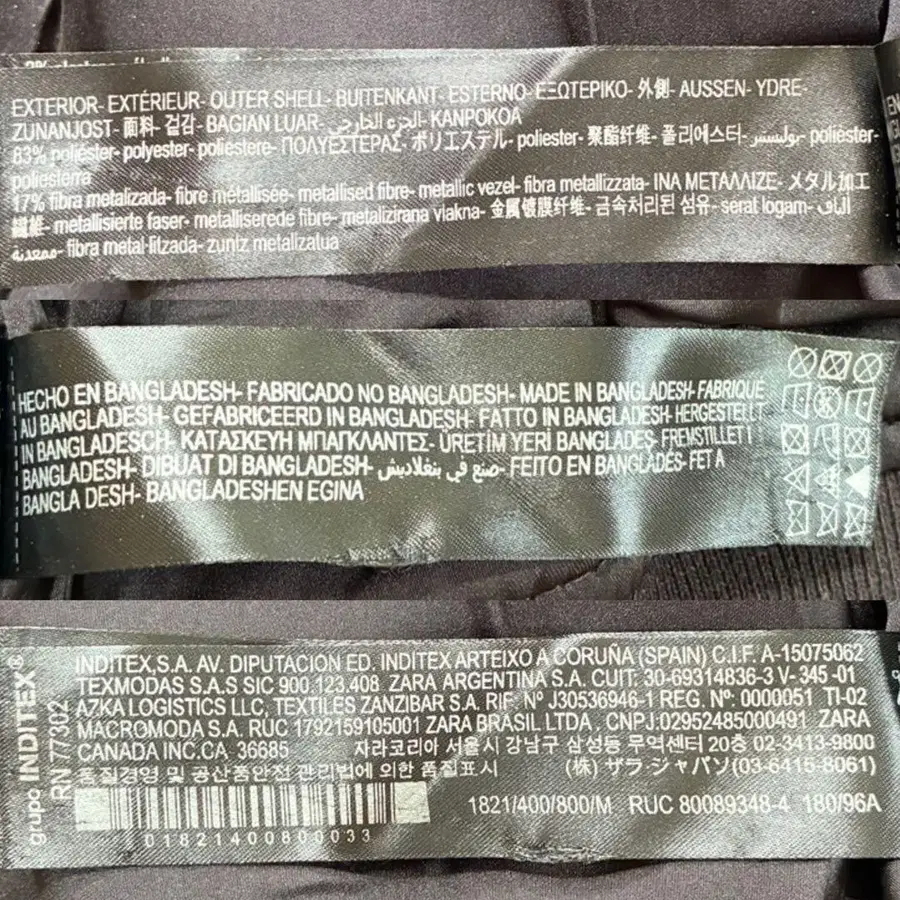 EXTERIOR- EXTÉRIEUR- OUTER SHELL- BUITENKANT- ESTERNO- ΕΞΩΤΕΡΙΚΟ- 外側- AUSSEN- YDRE-
ZUNANJOST- 面料- 겉감- BAGIAN LUAR- الجزء الخارجي- KANPOKOA
83% poliéster- polyester- poliestere- ΠΟΛΥΕΣΤΕΡΑΣ- ポリエステル- poliester- 聚酯纤维- 폴리에스터- بوليستر- poliester-
poliesterra
17% fibra metalizada- fibre métallisée- metallised fibre- metallic vezel- fibra metallizzata- ΙΝΑ ΜΕΤΑΛΛΙΖΕ- メタル加工
繊維- metallisierte faser- metalliserede fibre- metalizirana vlakna- 金属镀膜纤维- 금속처리된 섬유- serat logam- الياف
ممعدنة- fibra metal·litzada- zuntz metalizatua
HECHO EN BANGLADESH- FABRICADO NO BANGLADESH- MADE IN BANGLADESH- FABRIQUÉ
AU BANGLADESH- GEFABRICEERD IN BANGLADESH- FATTO IN BANGLADESH- HERGESTELLT
IN BANGLADESCH- ΚΑΤΑΣΚΕΥΗ ΜΠΑΓΚΛΑΝΤΕΣ- ÜRETİM YERİ BANGLADEŞ- FREMSTILLET I
BANGLADESH- DIBUAT DI BANGLADESH- صنع في بنغلاديش- FEITO EN BANGLADÉS- FET A
BANGLA DESH- BANGLADESHEN EGINA
grupo INDITEX®
RN 77302
INDITEX,S.A. AV. DIPUTACION ED. INDITEX ARTEIXO A CORUÑA (SPAIN) C.I.F. A-15075062
TEXMODAS S.A.S SIC 900.123.408 ZARA ARGENTINA S.A. CUIT: 30-69314836-3 V- 345 -01
AZKA LOGISTICS LLC, TEXTILES ZANZIBAR S.A. RIF. Nº J30536946-1 REG. Nº: 0000051 TI-02
MACROMODA S.A. RUC 1792159105001 ZARA BRASIL LTDA . CNPJ:02952485000491 ZARA
CANADA INC.CA 36685 자라코리아 서울시 강남구 삼성동 무역센터 20층 02-3413-9800
품질경영 및 공산품안전 관리법에 의한 품질표시 (株) ザラ・ジャパン(03-6415-8061)
1821/400/800/M RUC 80089348-4 180/96A
01821400800033